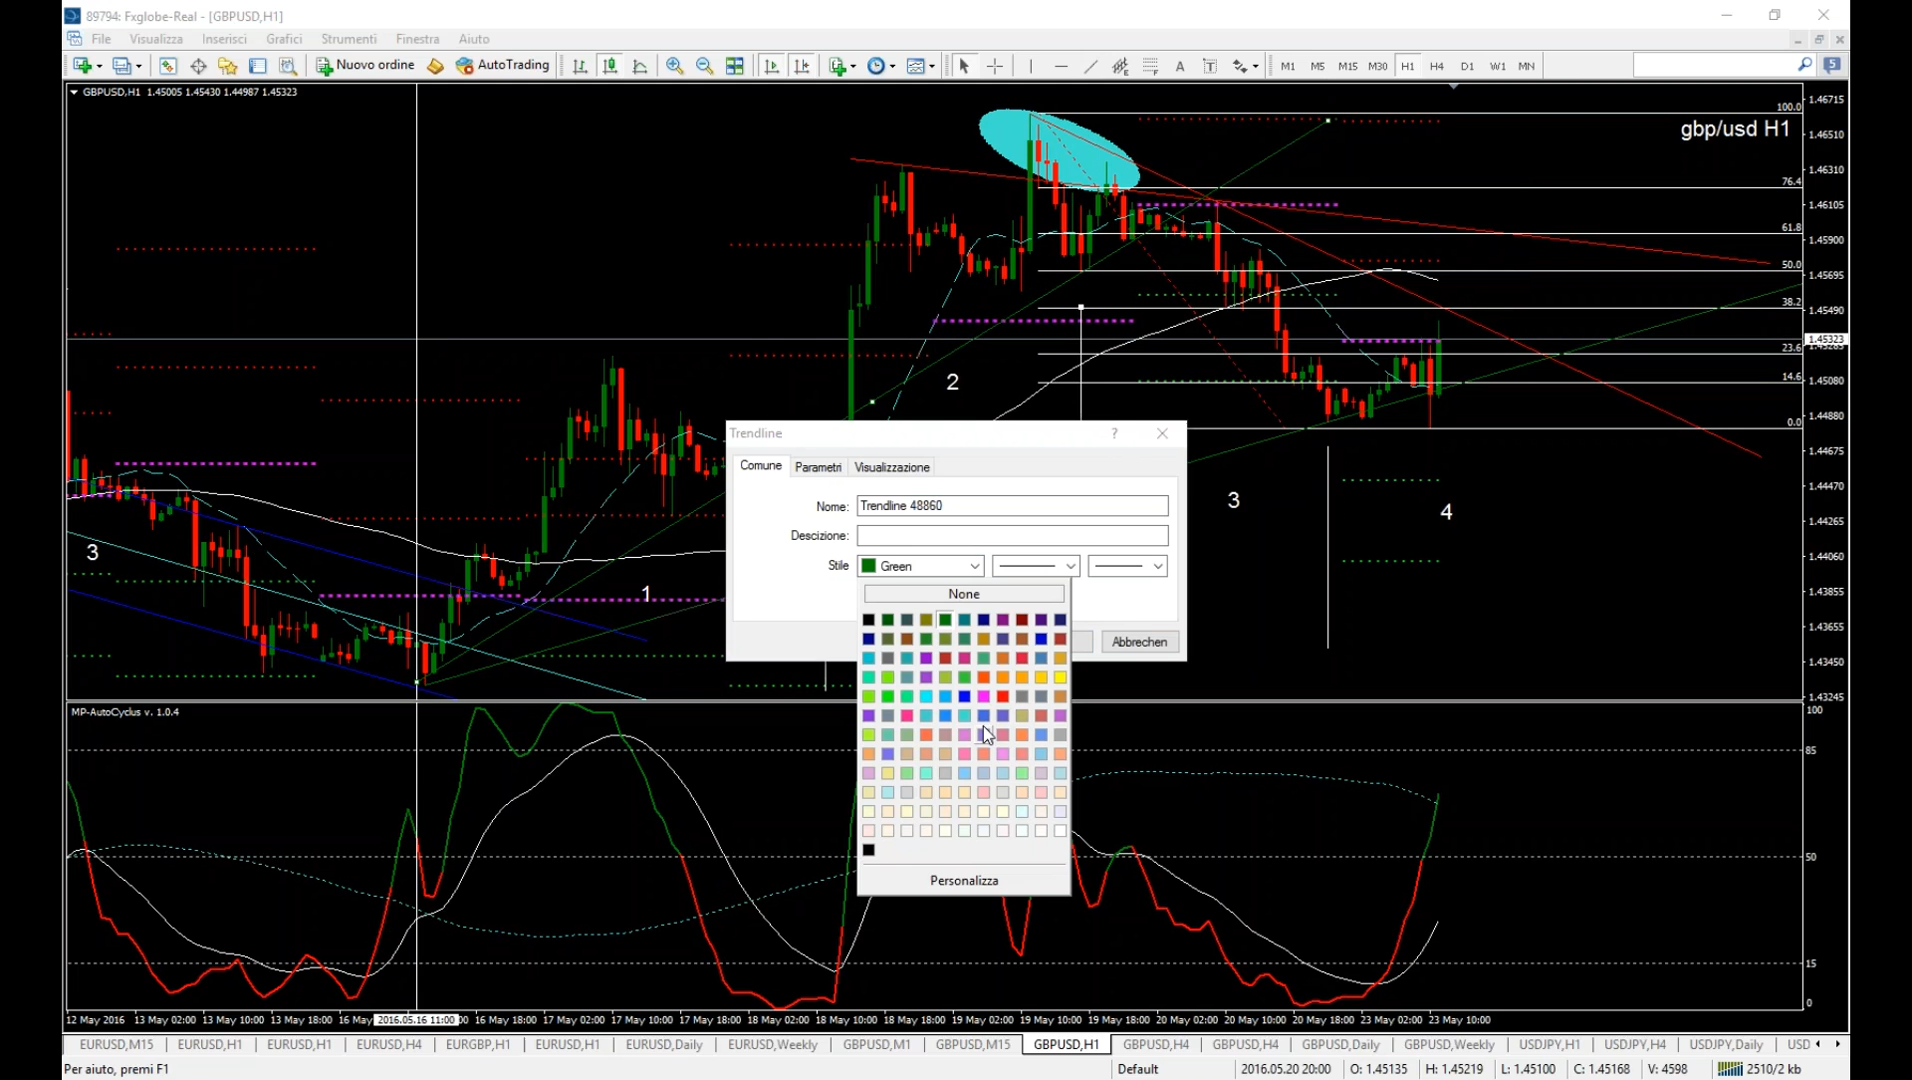 89794: Fxglobe-Real - [GBPUSD,H1]
File Visualizza Inserisci Grafici Strumenti Finestra Aiuto
Nuovo ordine AutoTrading A T M1 M5 M15 M30 H1 H4 D1 W1 MN 5
GBPUSD,H1 1.45005 1.45430 1.44987 1.45323
gbp/usd H1
100.0
76.4
61.8
50.0
38.2
23.6
14.6
0.0
1.46715
1.46510
1.46310
1.46105
1.45900
1.45695
1.45490
1.45323
1.45285
1.45080
1.44880
1.44675
1.44470
1.44265
1.44060
1.43855
1.43655
1.43450
1.43245
3
1
2
3
4
Trendline ?
Comune Parametri Visualizzazione
Nome: Trendline 48860
Descizione:
Stile Green
None
Abbrechen
Personalizza
MP-AutoCyclus v. 1.0.4
100
85
50
15
0
12 May 2016 13 May 02:00 13 May 10:00 13 May 18:00 16 May 2016.05.16 11:00 16 May 18:00 17 May 02:00 17 May 10:00 17 May 18:00 18 May 02:00 18 May 10:00 18 May 18:00 19 May 02:00 19 May 10:00 19 May 18:00 20 May 02:00 20 May 10:00 20 May 18:00 23 May 02:00 23 May 10:00
EURUSD,M15 EURUSD,H1 EURUSD,H1 EURUSD,H4 EURGBP,H1 EURUSD,H1 EURUSD,Daily EURUSD,Weekly GBPUSD,M1 GBPUSD,M15 GBPUSD,H1 GBPUSD,H4 GBPUSD,H4 GBPUSD,Daily GBPUSD,Weekly USDJPY,H1 USDJPY,H4 USDJPY,Daily USD
Per aiuto, premi F1 Default 2016.05.20 20:00 O: 1.45135 H: 1.45219 L: 1.45100 C: 1.45168 V: 4598 2510/2 kb